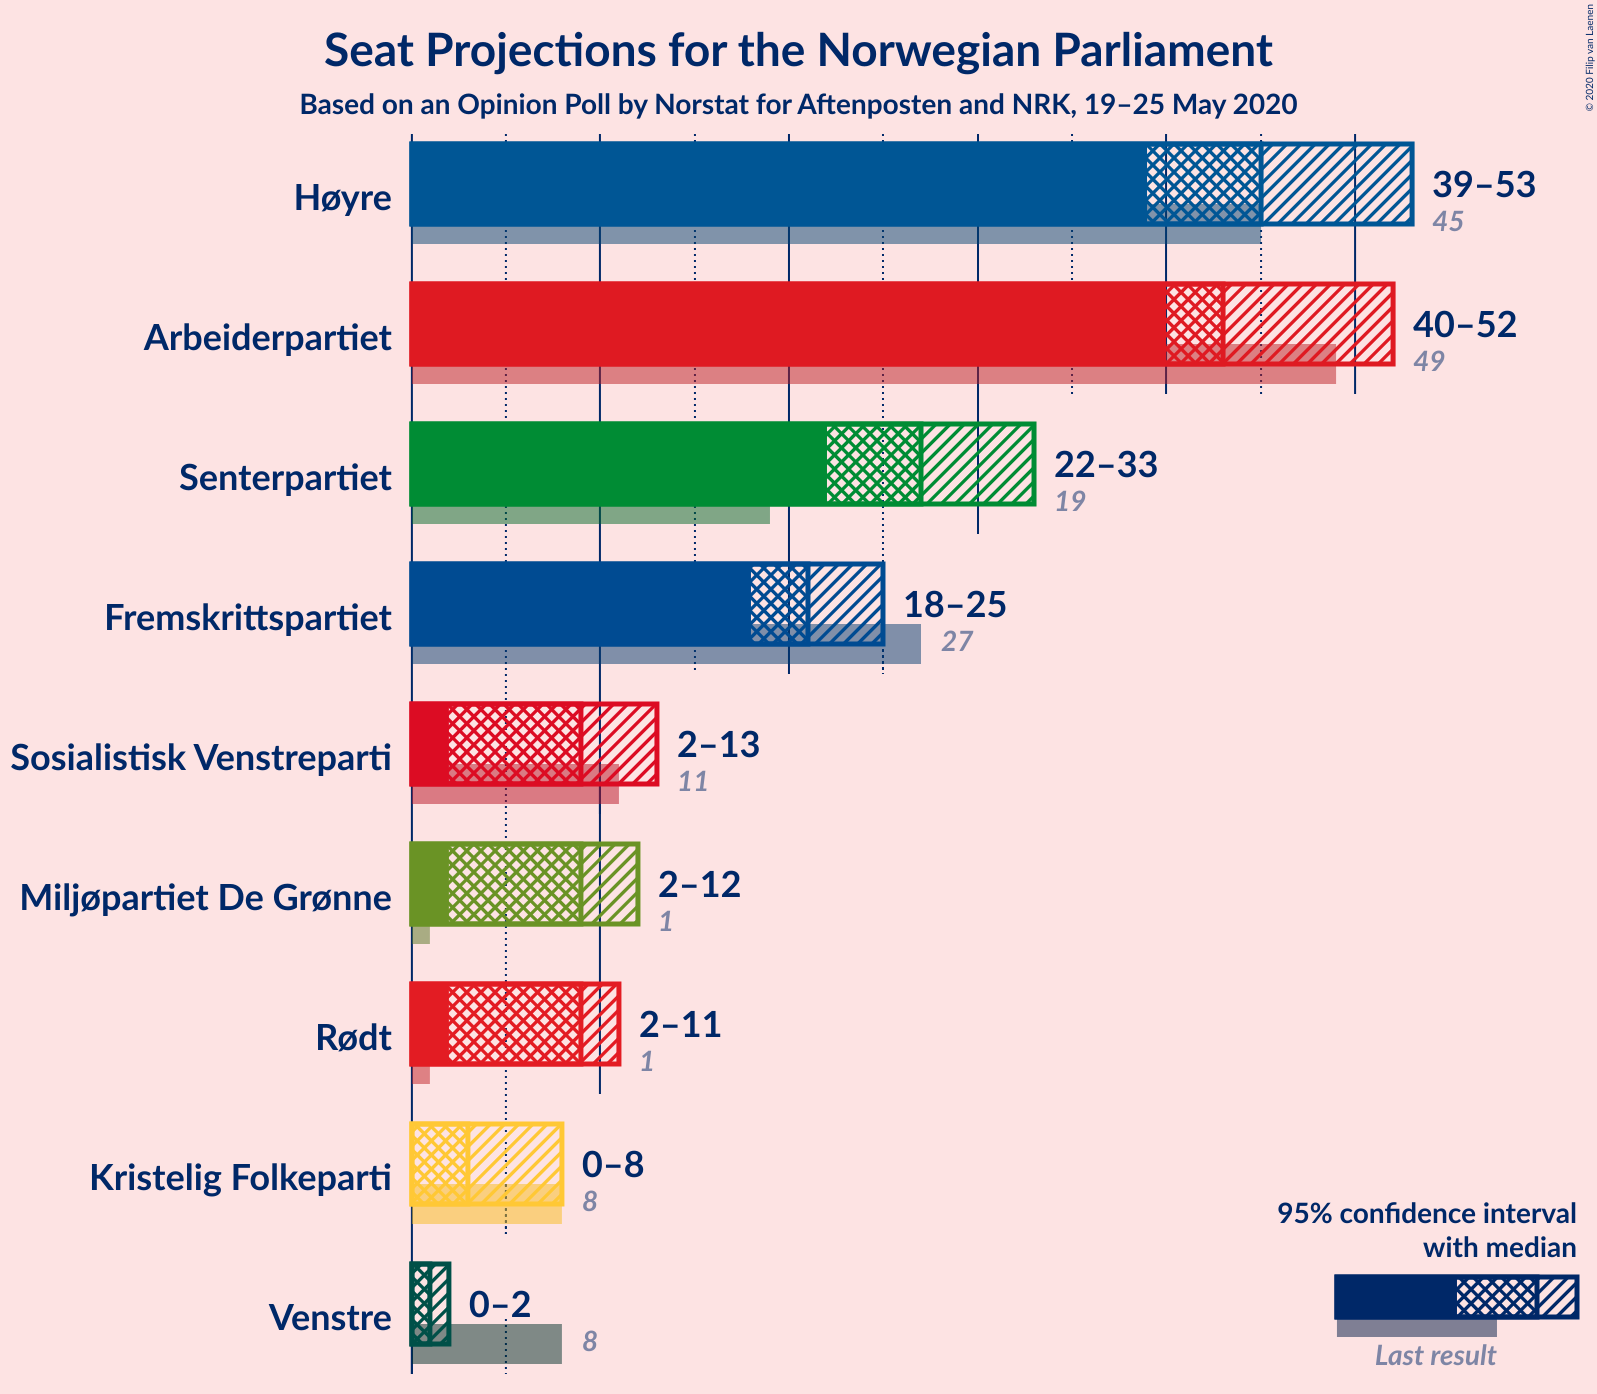 Seat Projections for the Norwegian Parliament
Based on an Opinion Poll by Norstat for Aftenposten and NRK, 19–25 May 2020
© 2020 Filip van Laenen
Høyre
39–53
45
Arbeiderpartiet
40–52
49
Senterpartiet
22–33
19
Fremskrittspartiet
18–25
27
Sosialistisk Venstreparti
2–13
11
Miljøpartiet De Grønne
2–12
1
Rødt
2–11
1
Kristelig Folkeparti
0–8
8
Venstre
0–2
8
95% confidence interval
with median
Last result